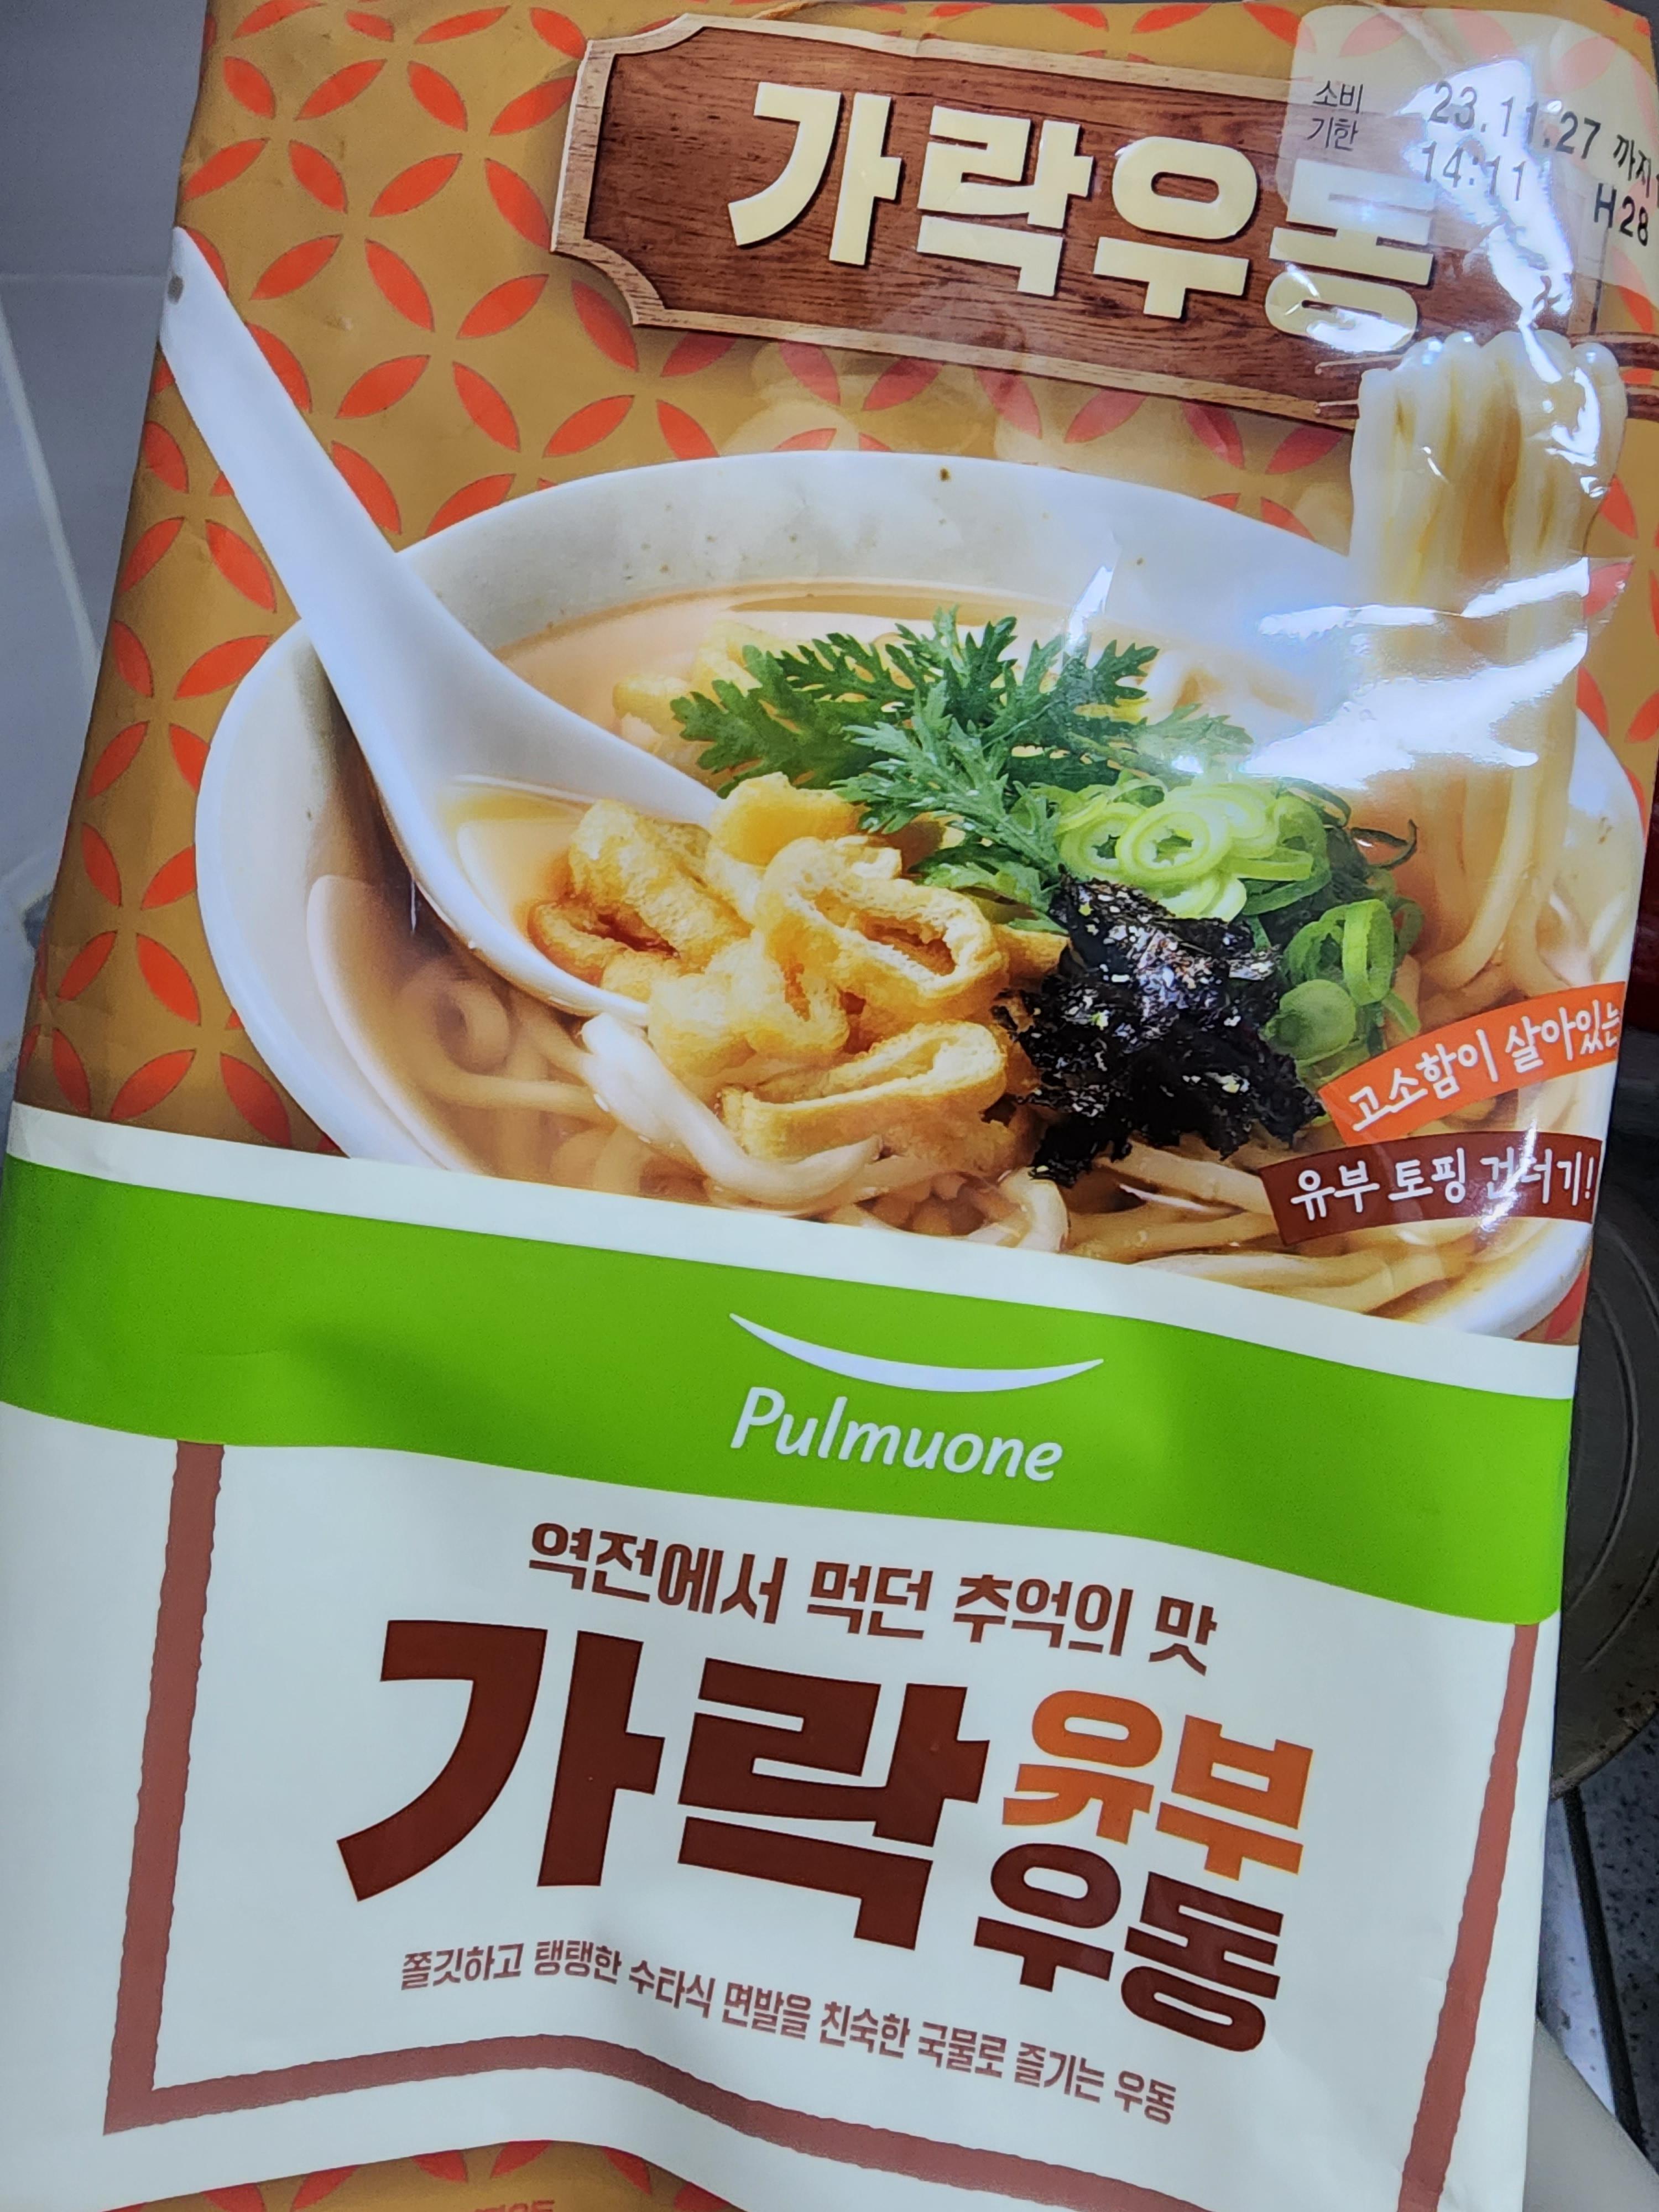 가락우동
소비
기한
23.11.27 까지
14:11
H28
고소함이 살아있는
유부 토핑 건더기!
Pulmuone
역전에서 먹던 추억의 맛
가락 유부
우동
쫄깃하고 탱탱한 수타식 면발을 친숙한 국물로 즐기는 우동